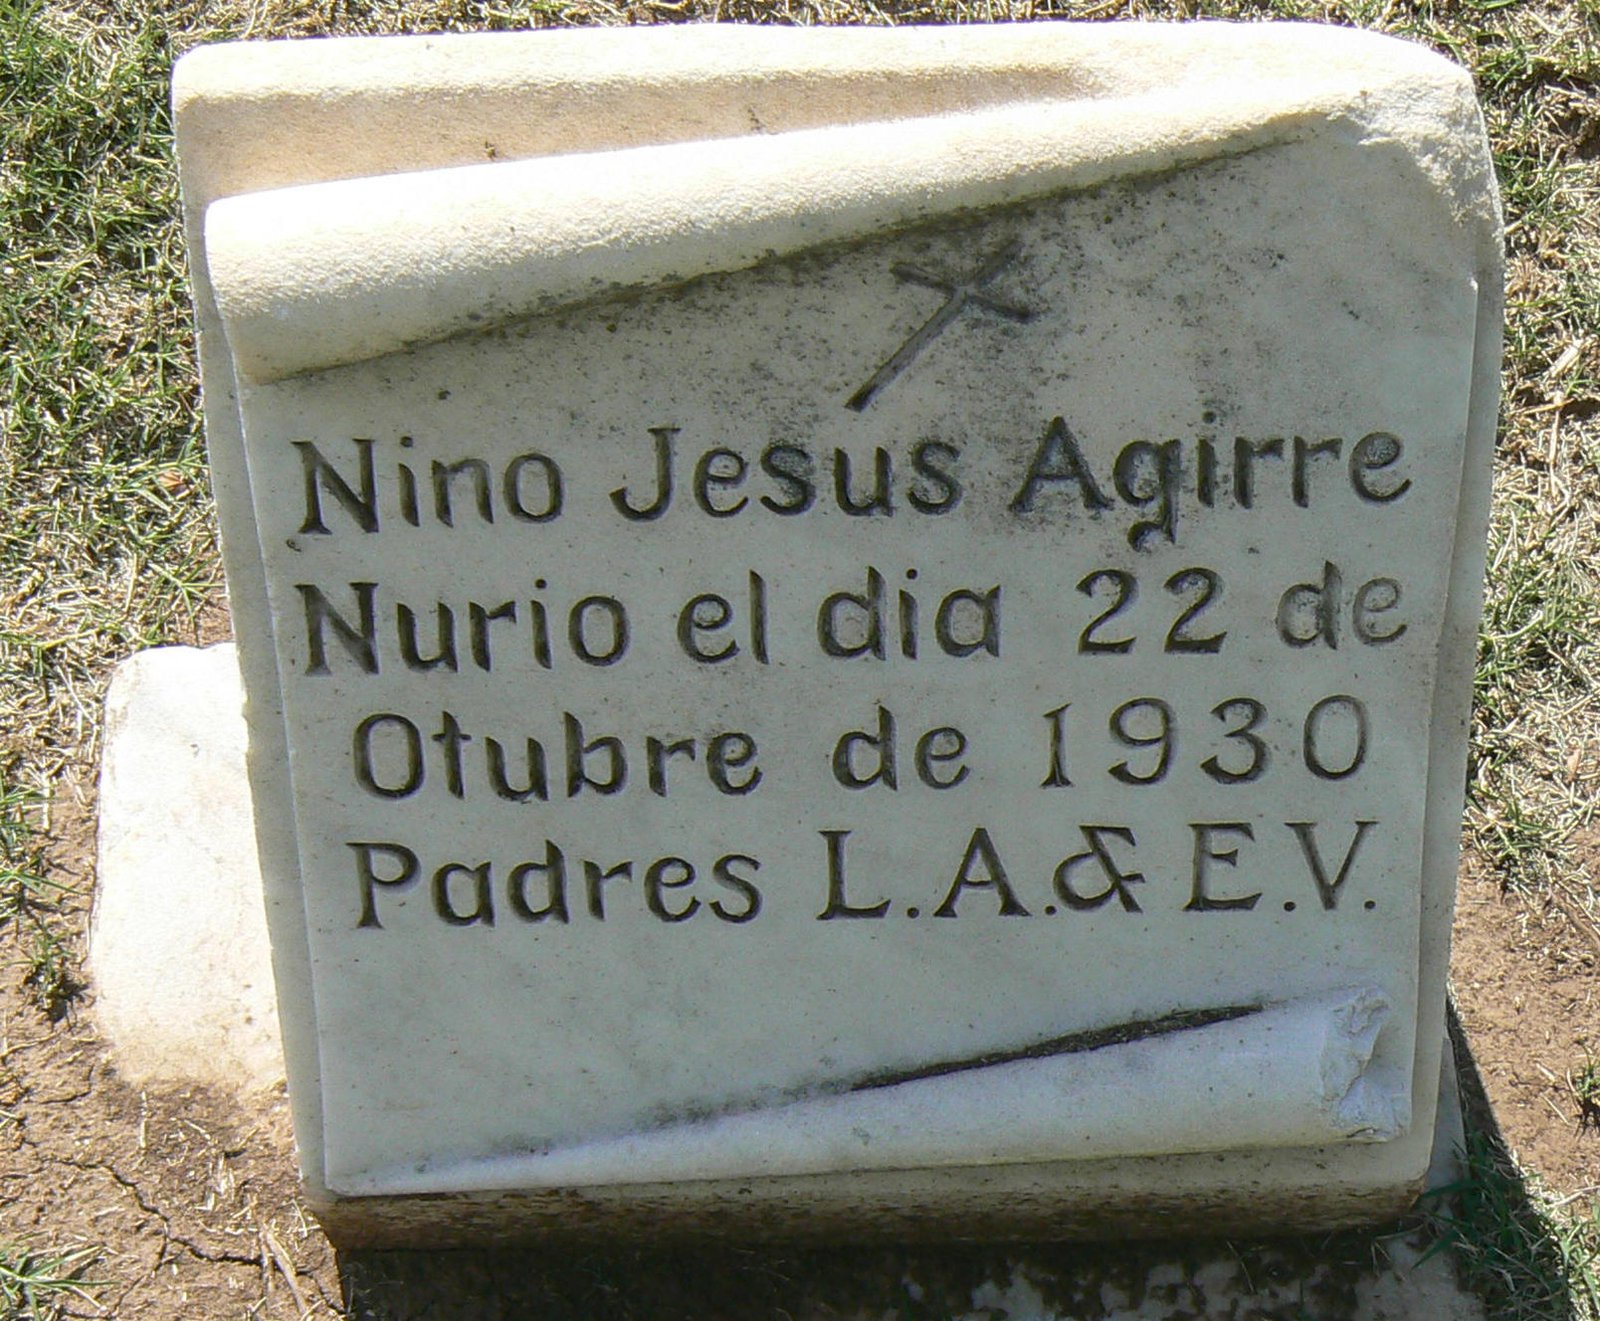 Nino Jesus Agirre
Nurio el dia 22 de
Otubre de 1930
Padres L.A.& E.V.